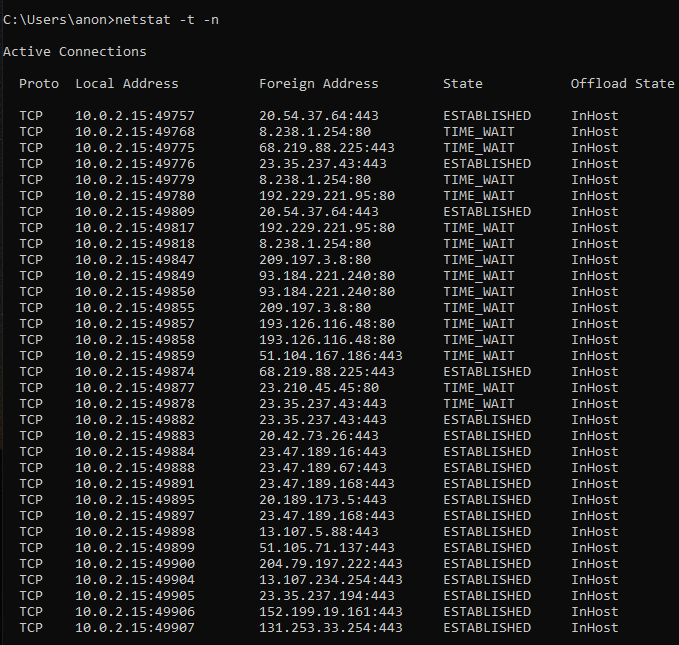 C:\Users\anon>netstat -t -n
Active Connections
Proto Local Address Foreign Address State Offload State
TCP 10.0.2.15:49757 20.54.37.64:443 ESTABLISHED InHost
TCP 10.0.2.15:49768 8.238.1.254:80 TIME_WAIT InHost
TCP 10.0.2.15:49775 68.219.88.225:443 TIME_WAIT InHost
TCP 10.0.2.15:49776 23.35.237.43:443 ESTABLISHED InHost
TCP 10.0.2.15:49779 8.238.1.254:80 TIME_WAIT InHost
TCP 10.0.2.15:49780 192.229.221.95:80 TIME_WAIT InHost
TCP 10.0.2.15:49809 20.54.37.64:443 ESTABLISHED InHost
TCP 10.0.2.15:49817 192.229.221.95:80 TIME_WAIT InHost
TCP 10.0.2.15:49818 8.238.1.254:80 TIME_WAIT InHost
TCP 10.0.2.15:49847 209.197.3.8:80 TIME_WAIT InHost
TCP 10.0.2.15:49849 93.184.221.240:80 TIME_WAIT InHost
TCP 10.0.2.15:49850 93.184.221.240:80 TIME_WAIT InHost
TCP 10.0.2.15:49855 209.197.3.8:80 TIME_WAIT InHost
TCP 10.0.2.15:49857 193.126.116.48:80 TIME_WAIT InHost
TCP 10.0.2.15:49858 193.126.116.48:80 TIME_WAIT InHost
TCP 10.0.2.15:49859 51.104.167.186:443 TIME_WAIT InHost
TCP 10.0.2.15:49874 68.219.88.225:443 ESTABLISHED InHost
TCP 10.0.2.15:49877 23.210.45.45:80 TIME_WAIT InHost
TCP 10.0.2.15:49878 23.35.237.43:443 TIME_WAIT InHost
TCP 10.0.2.15:49882 23.35.237.43:443 ESTABLISHED InHost
TCP 10.0.2.15:49883 20.42.73.26:443 ESTABLISHED InHost
TCP 10.0.2.15:49884 23.47.189.16:443 ESTABLISHED InHost
TCP 10.0.2.15:49888 23.47.189.67:443 ESTABLISHED InHost
TCP 10.0.2.15:49891 23.47.189.168:443 ESTABLISHED InHost
TCP 10.0.2.15:49895 20.189.173.5:443 ESTABLISHED InHost
TCP 10.0.2.15:49897 23.47.189.168:443 ESTABLISHED InHost
TCP 10.0.2.15:49898 13.107.5.88:443 ESTABLISHED InHost
TCP 10.0.2.15:49899 51.105.71.137:443 ESTABLISHED InHost
TCP 10.0.2.15:49900 204.79.197.222:443 ESTABLISHED InHost
TCP 10.0.2.15:49904 13.107.234.254:443 ESTABLISHED InHost
TCP 10.0.2.15:49905 23.35.237.194:443 ESTABLISHED InHost
TCP 10.0.2.15:49906 152.199.19.161:443 ESTABLISHED InHost
TCP 10.0.2.15:49907 131.253.33.254:443 ESTABLISHED InHost